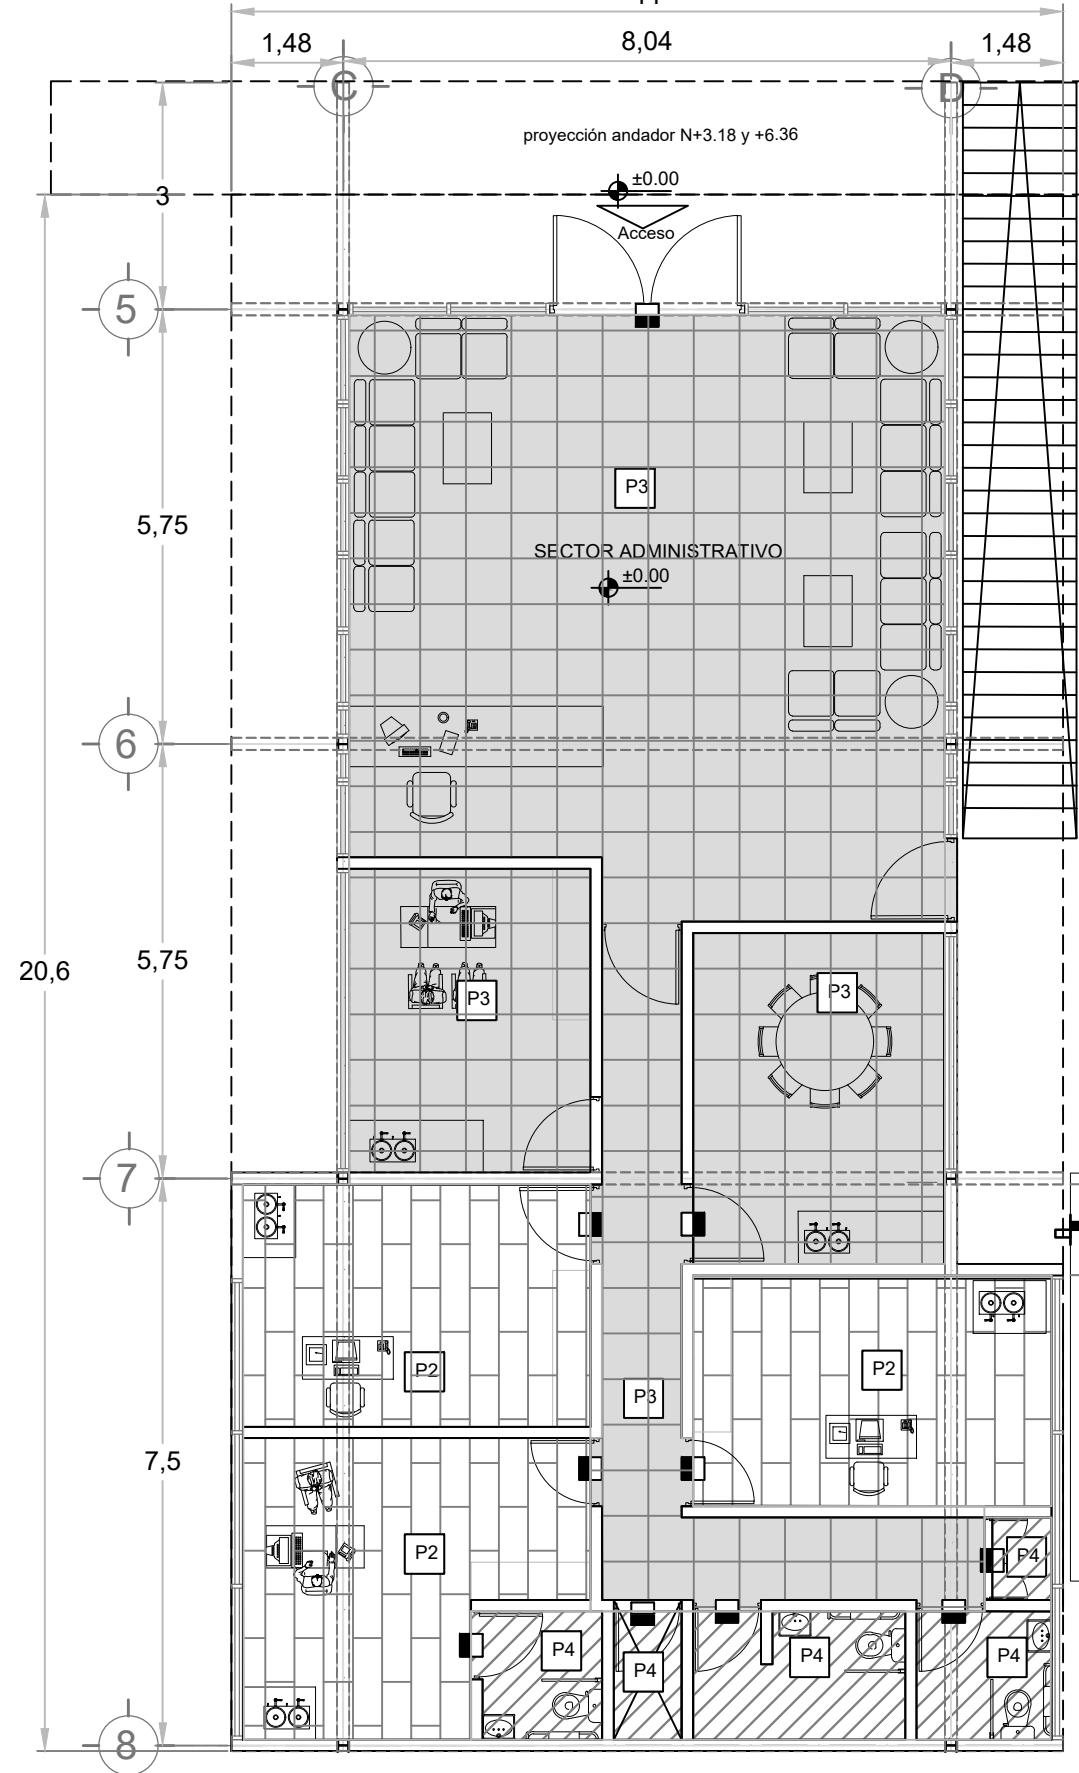 1,48
8,04
1,48
C
D
proyección andador N+3.18 y +6.36
±0.00
3
Acceso
5
P3
5,75
SECTOR ADMINISTRATIVO
±0.00
6
5,75
20,6
P3
P3
7
P2
P2
P3
7,5
P2
P4
P4
P4
P4
P4
8